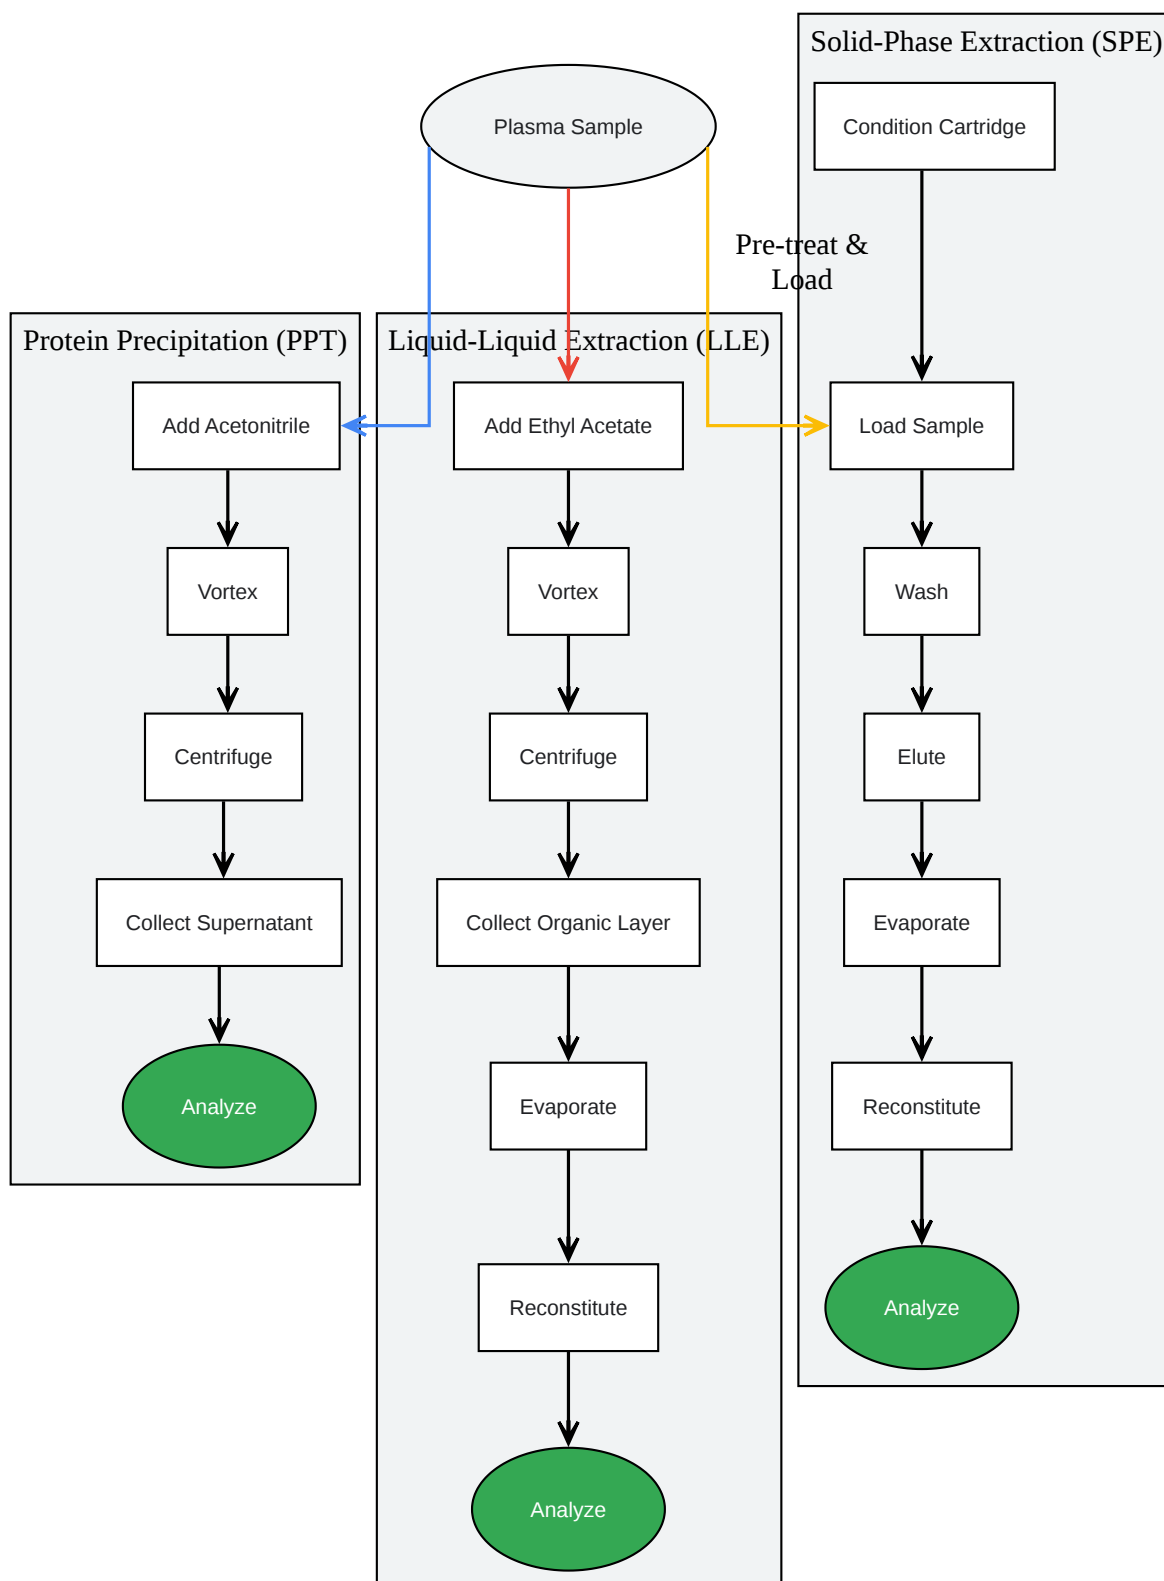 Plasma Sample
Pre-treat &
Load
Protein Precipitation (PPT)
Add Acetonitrile
Vortex
Centrifuge
Collect Supernatant
Analyze
Liquid-Liquid Extraction (LLE)
Add Ethyl Acetate
Vortex
Centrifuge
Collect Organic Layer
Evaporate
Reconstitute
Analyze
Solid-Phase Extraction (SPE)
Condition Cartridge
Load Sample
Wash
Elute
Evaporate
Reconstitute
Analyze